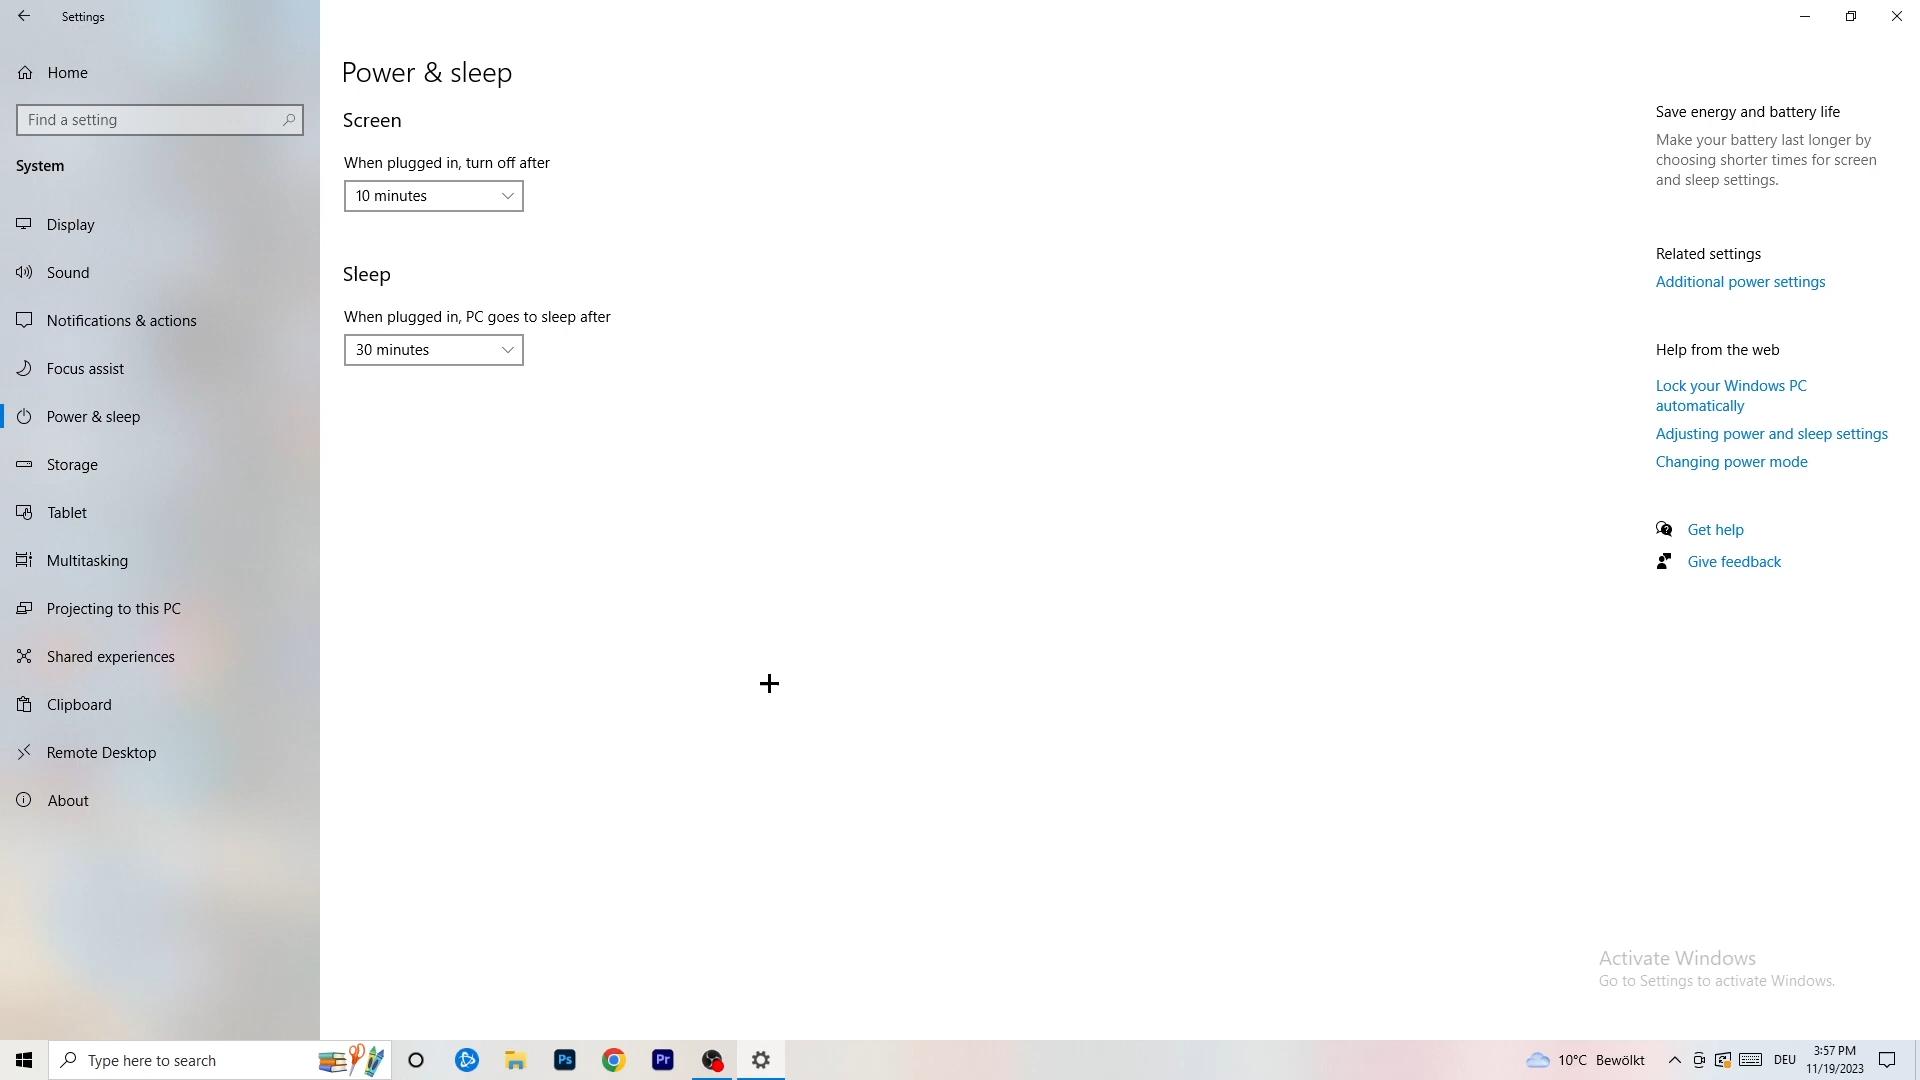 Settings
Home
Find a setting
System
Display
Sound
Notifications & actions
Focus assist
Power & sleep
Storage
Tablet
Multitasking
Projecting to this PC
Shared experiences
Clipboard
Remote Desktop
About
Power & sleep
Screen
When plugged in, turn off after
10 minutes
Sleep
When plugged in, PC goes to sleep after
30 minutes
Save energy and battery life
Make your battery last longer by
choosing shorter times for screen
and sleep settings.
Related settings
Additional power settings
Help from the web
Lock your Windows PC
automatically
Adjusting power and sleep settings
Changing power mode
Get help
Give feedback
Activate Windows
Go to Settings to activate Windows.
Type here to search
Ps
Pr
10°C Bewölkt
DEU
3:57 PM
11/19/2023